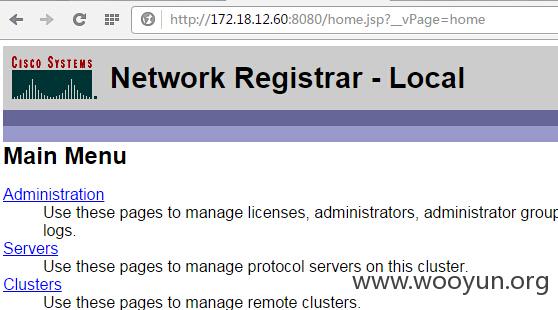 http://172.18.12.60:8080/home.jsp?__vPage=home
CISCO SYSTEMS
Network Registrar - Local
Main Menu
Administration
Use these pages to manage licenses, administrators, administrator group
logs.
Servers
Use these pages to manage protocol servers on this cluster.
Clusters
www.wooyun.org
Use these pages to manage remote clusters.